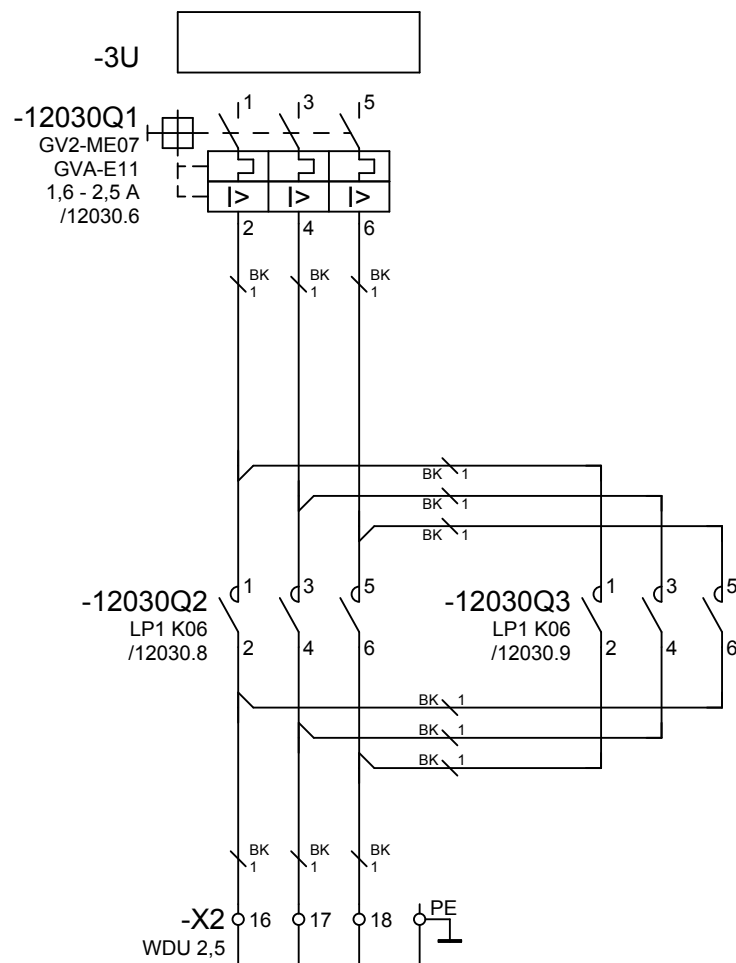 -3U
-12030Q1
GV2-ME07
GVA-E11
1,6 - 2,5 A
/12030.6
1 3 5
I> I> I>
2 4 6
BK 1 BK 1 BK 1
BK 1
BK 1
BK 1
-12030Q2
LP1 K06
/12030.8
1 3 5
2 4 6
-12030Q3
LP1 K06
/12030.9
1 3 5
2 4 6
BK 1
BK 1
BK 1
BK 1 BK 1 BK 1
-X2 16 17 18 PE
WDU 2,5